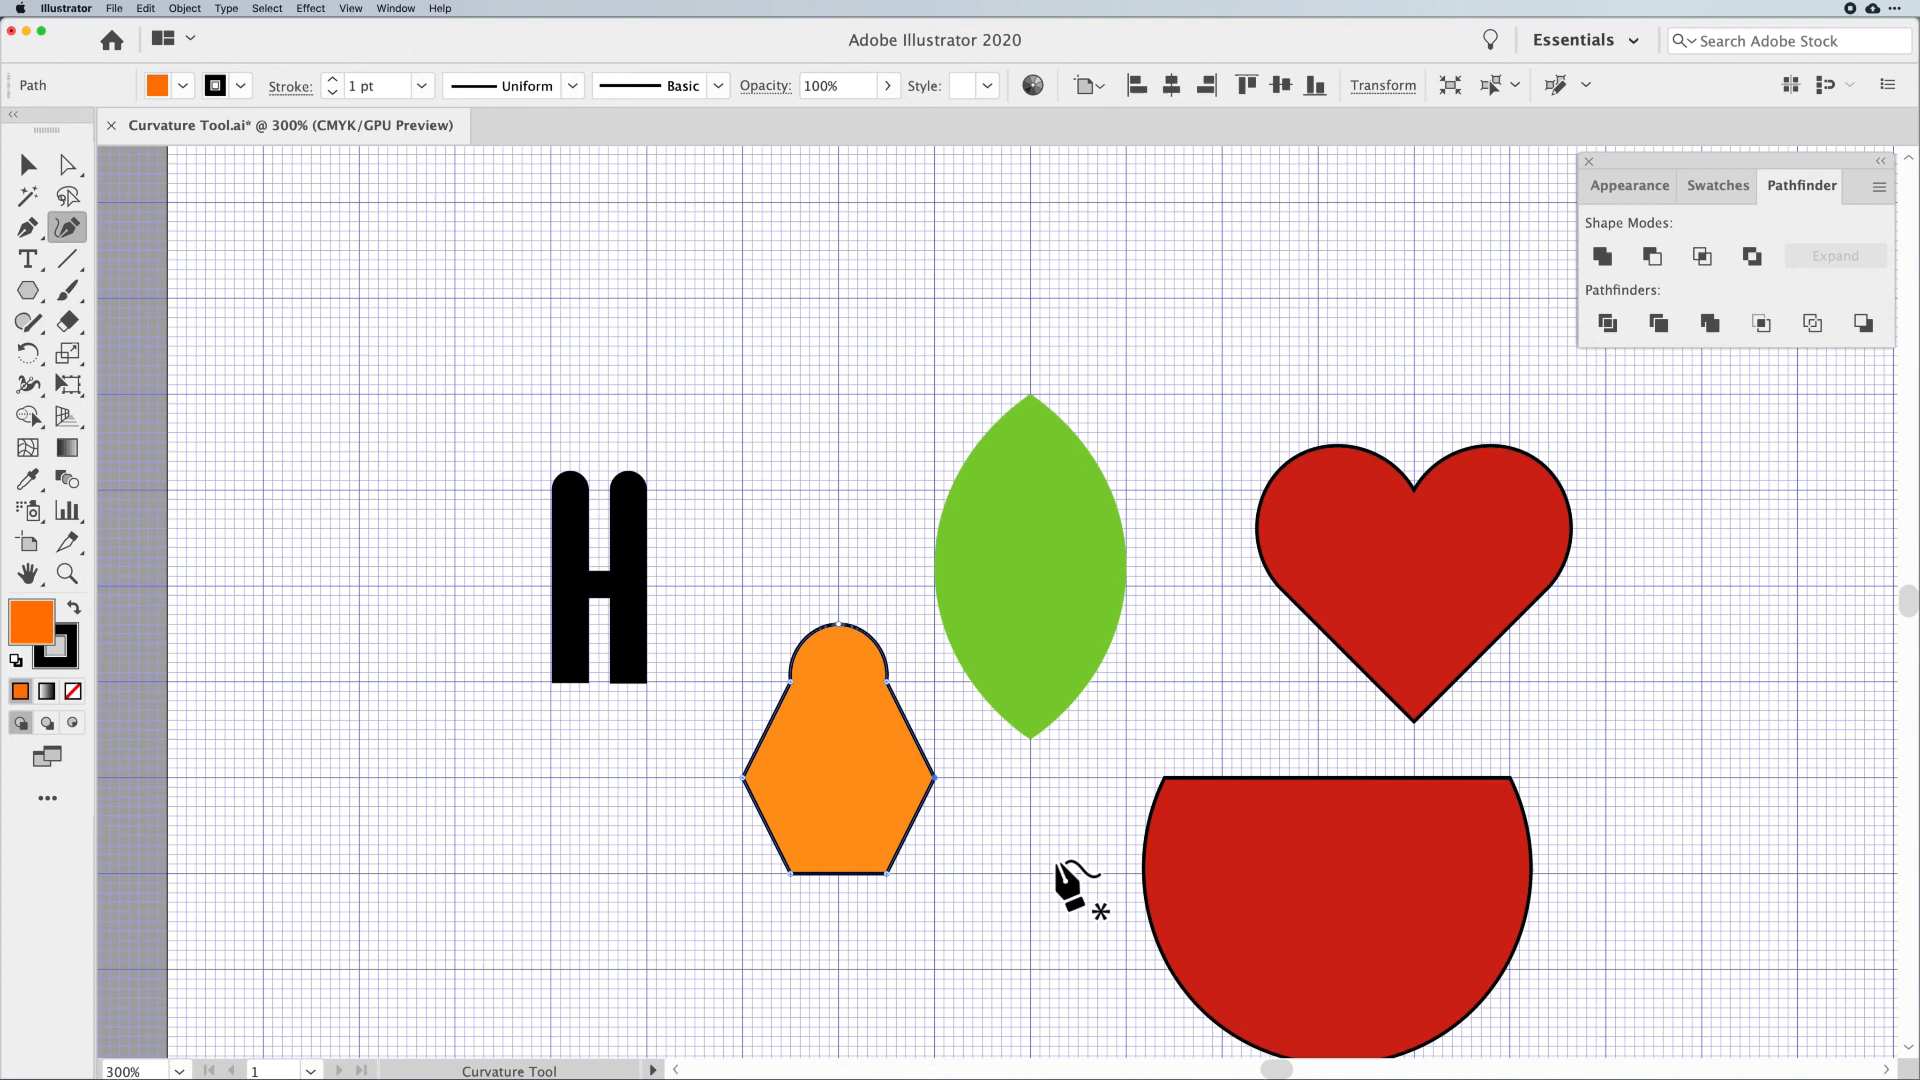 Illustrator File Edit Object Type Select Effect View Window Help
Adobe Illustrator 2020
Essentials
Search Adobe Stock
Path
Stroke: 1 pt Uniform Basic Opacity: 100% Style: Transform
Curvature Tool.ai* @ 300% (CMYK/GPU Preview)
Appearance Swatches Pathfinder
Shape Modes:
Expand
Pathfinders:
H
300% 1 Curvature Tool